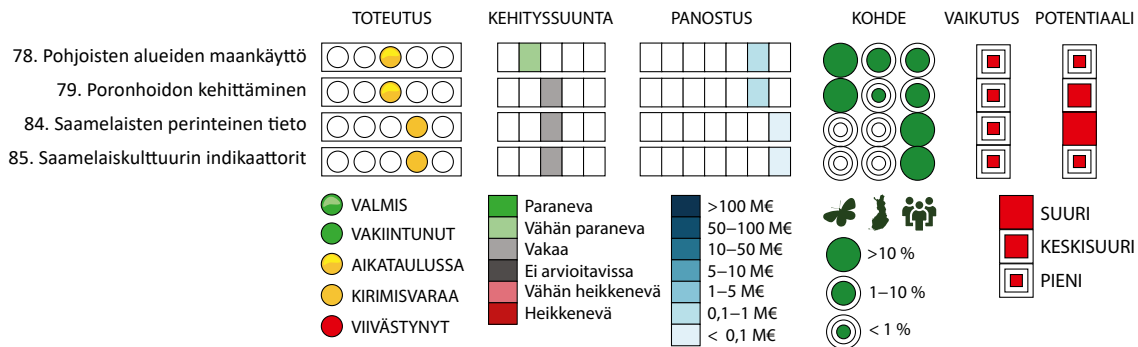 TOTEUTUS KEHITYSSUUNTA PANOSTUS KOHDE VAIKUTUS POTENTIAALI
78. Pohjoisten alueiden maankäyttö
79. Poronhoidon kehittäminen
84. Saamelaisten perinteinen tieto
85. Saamelaiskulttuurin indikaattorit
VALMIS
VAKIINTUNUT
AIKATAULUSSA
KIRIMISVARAA
VIIVÄSTYNYT
Paraneva
Vähän paraneva
Vakaa
Ei arvioitavissa
Vähän heikkenevä
Heikkenevä
>100 M€
50–100 M€
10–50 M€
5–10 M€
1–5 M€
0,1–1 M€
< 0,1 M€
>10 %
1–10 %
< 1 %
SUURI
KESKISUURI
PIENI